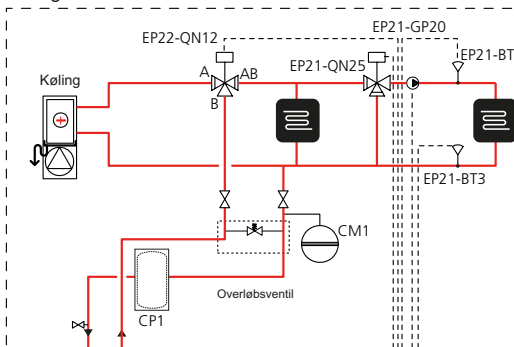 EP21-GP20
EP22-QN12
EP21-QN25
EP21-BT
Køling
A
AB
B
EP21-BT3
CM1
Overløbsventil
CP1